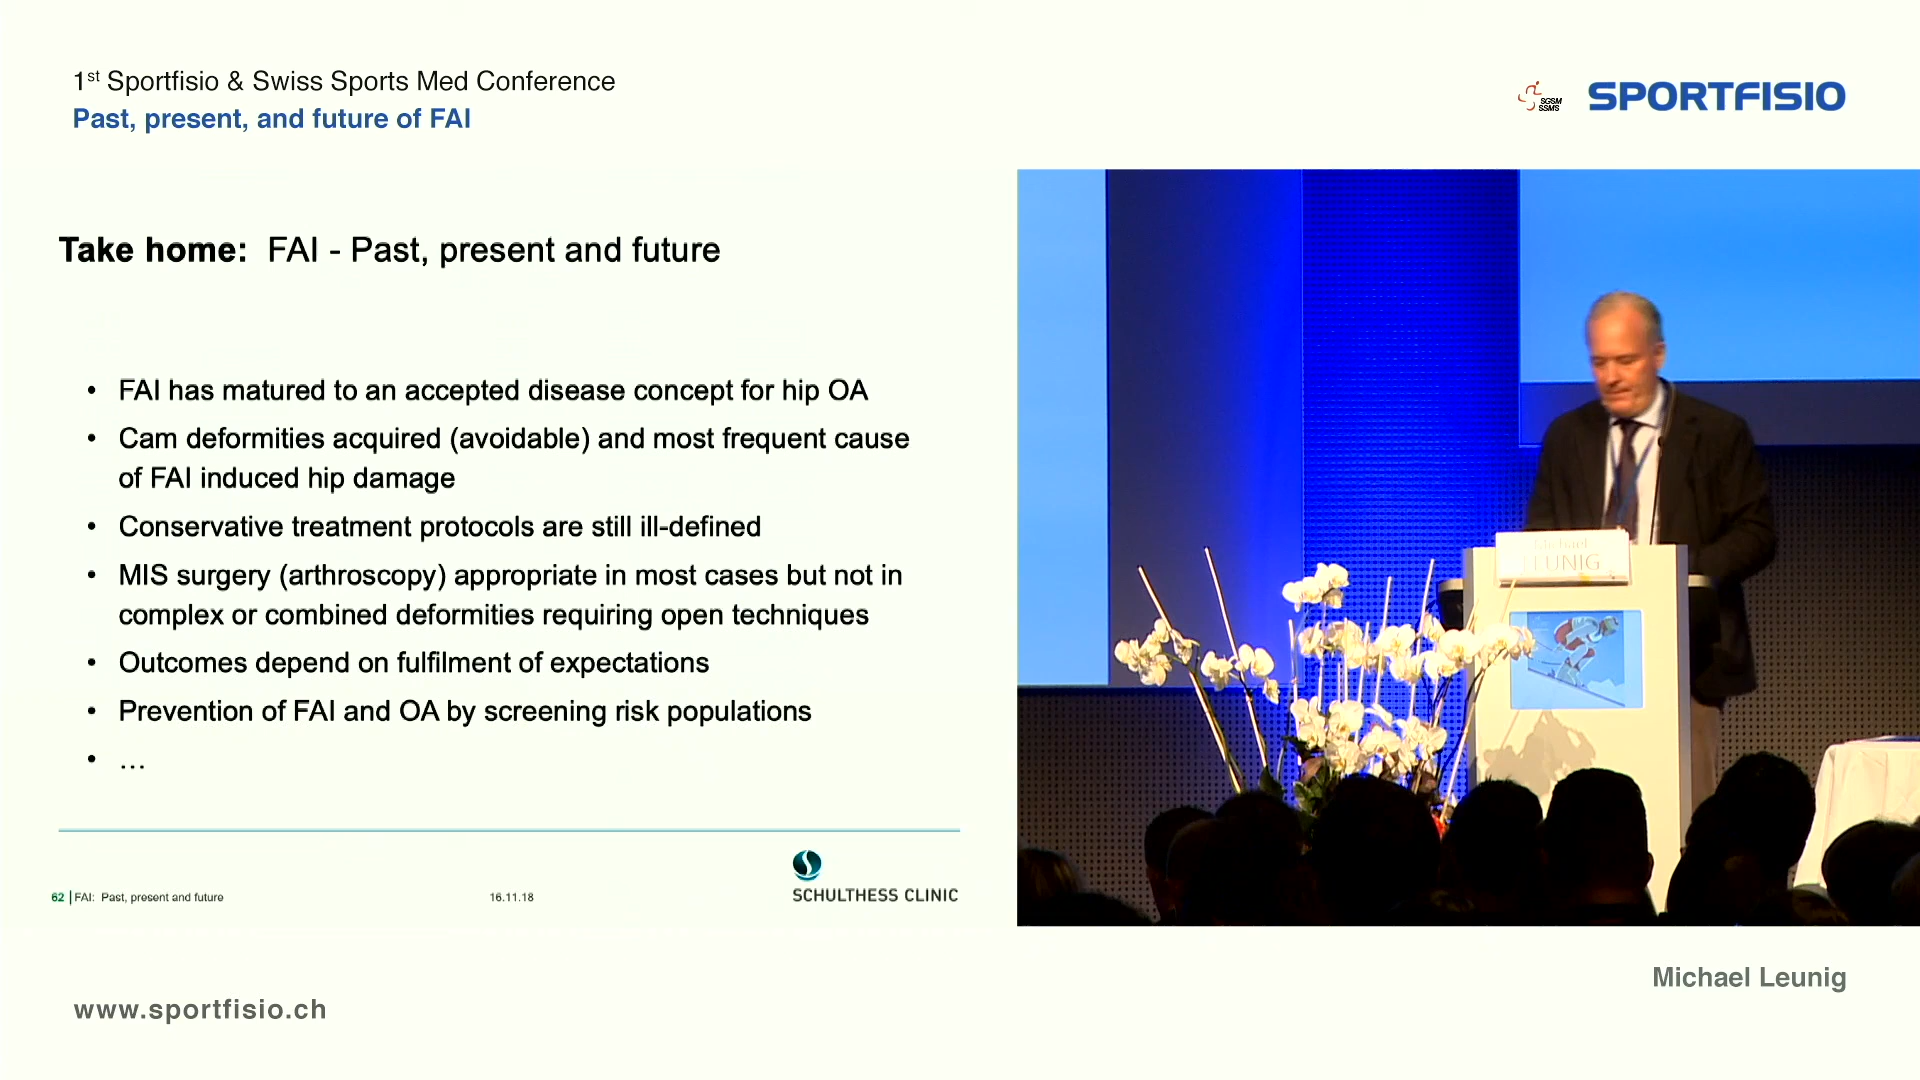 1st Sportfisio & Swiss Sports Med Conference
Past, present, and future of FAI
SGSM
SSMS
SPORTFISIO
Take home: FAI - Past, present and future
• FAI has matured to an accepted disease concept for hip OA
• Cam deformities acquired (avoidable) and most frequent cause
of FAI induced hip damage
• Conservative treatment protocols are still ill-defined
• MIS surgery (arthroscopy) appropriate in most cases but not in
complex or combined deformities requiring open techniques
• Outcomes depend on fulfilment of expectations
• Prevention of FAI and OA by screening risk populations
• …
62 | FAI: Past, present and future
16.11.18
SCHULTHESS CLINIC
Michael
LEUNIG
Michael Leunig
www.sportfisio.ch